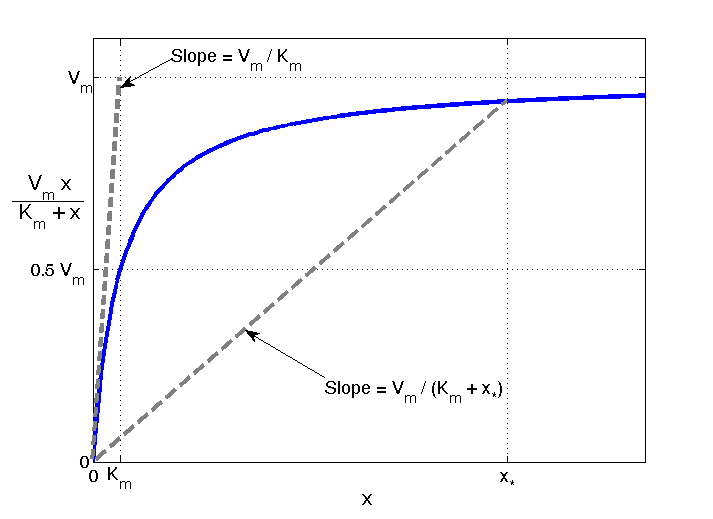 Slope = V_m / K_m
V_m
V_m x
K_m + x
0.5 V_m
Slope = V_m / (K_m + x_*)
0
0
K_m
x_*
x